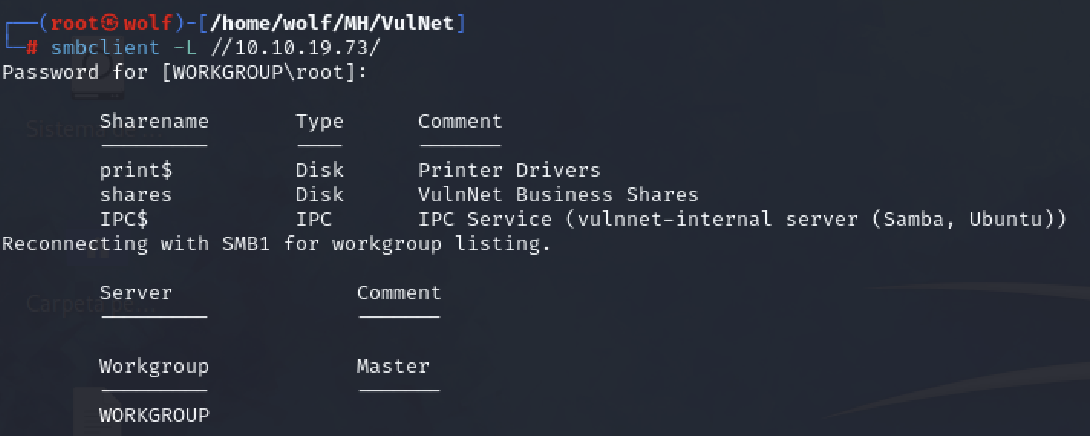 ┌──(root㉿wolf)-[/home/wolf/MH/VulNet]
└─# smbclient -L //10.10.19.73/
Password for [WORKGROUP\root]:
Sharename Type Comment
Sistema
--------- ---- -------
print$ Disk Printer Drivers
shares Disk VulnNet Business Shares
IPC$ IPC IPC Service (vulnnet-internal server (Samba, Ubuntu))
Reconnecting with SMB1 for workgroup listing.
Server Comment
Carpeta per...
--------- -------
Workgroup Master
--------- -------
WORKGROUP